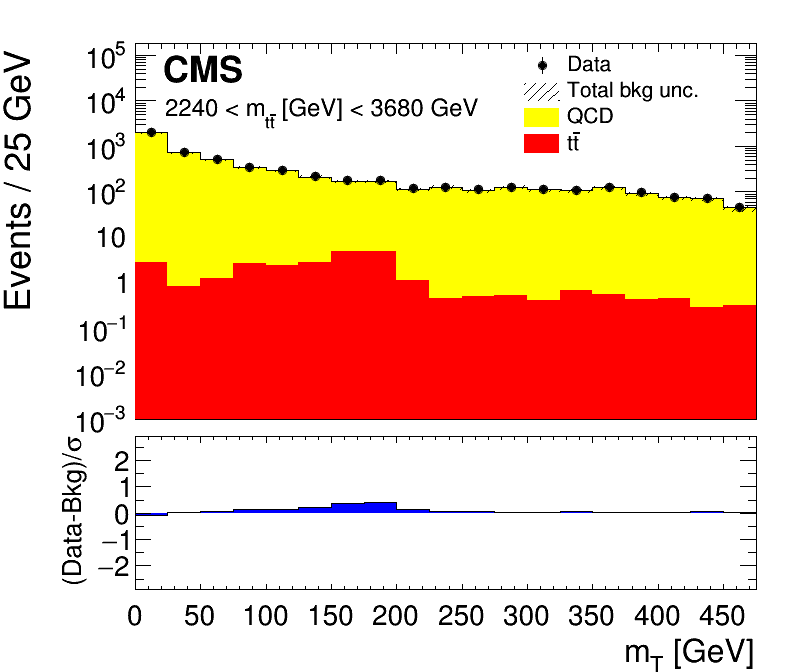 CMS
2240 < m_{tt̄} [GeV] < 3680 GeV
Data
Total bkg unc.
QCD
tt̄
Events / 25 GeV
10⁵
10⁴
10³
10²
10
1
10⁻¹
10⁻²
10⁻³
(Data-Bkg)/σ
2
1
0
−1
−2
0 50 100 150 200 250 300 350 400 450
m_T [GeV]